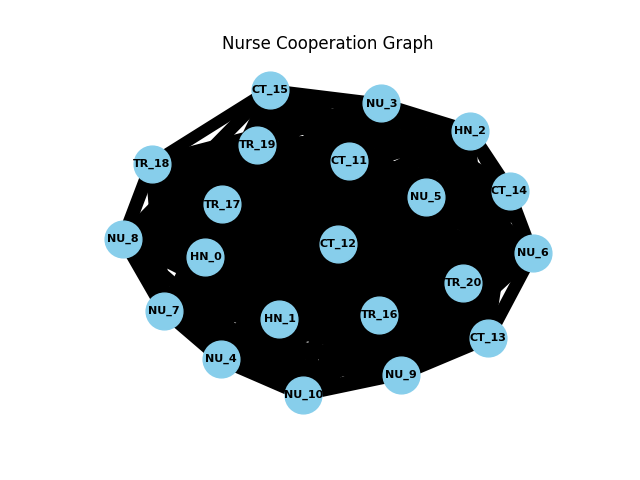 Nurse Cooperation Graph
CT_15
NU_3
HN_2
TR_19
CT_11
TR_18
CT_14
NU_5
TR_17
NU_8
CT_12
NU_6
HN_0
TR_20
NU_7
HN_1
TR_16
CT_13
NU_4
NU_9
NU_10